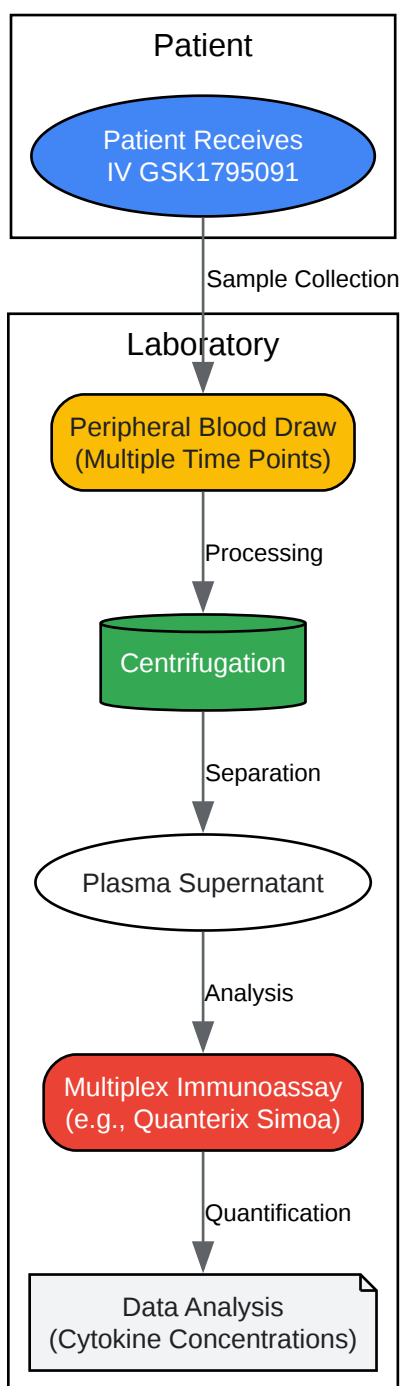 Patient
Patient Receives
IV GSK1795091
Sample Collection
Laboratory
Peripheral Blood Draw
(Multiple Time Points)
Processing
Centrifugation
Separation
Plasma Supernatant
Analysis
Multiplex Immunoassay
(e.g., Quanterix Simoa)
Quantification
Data Analysis
(Cytokine Concentrations)